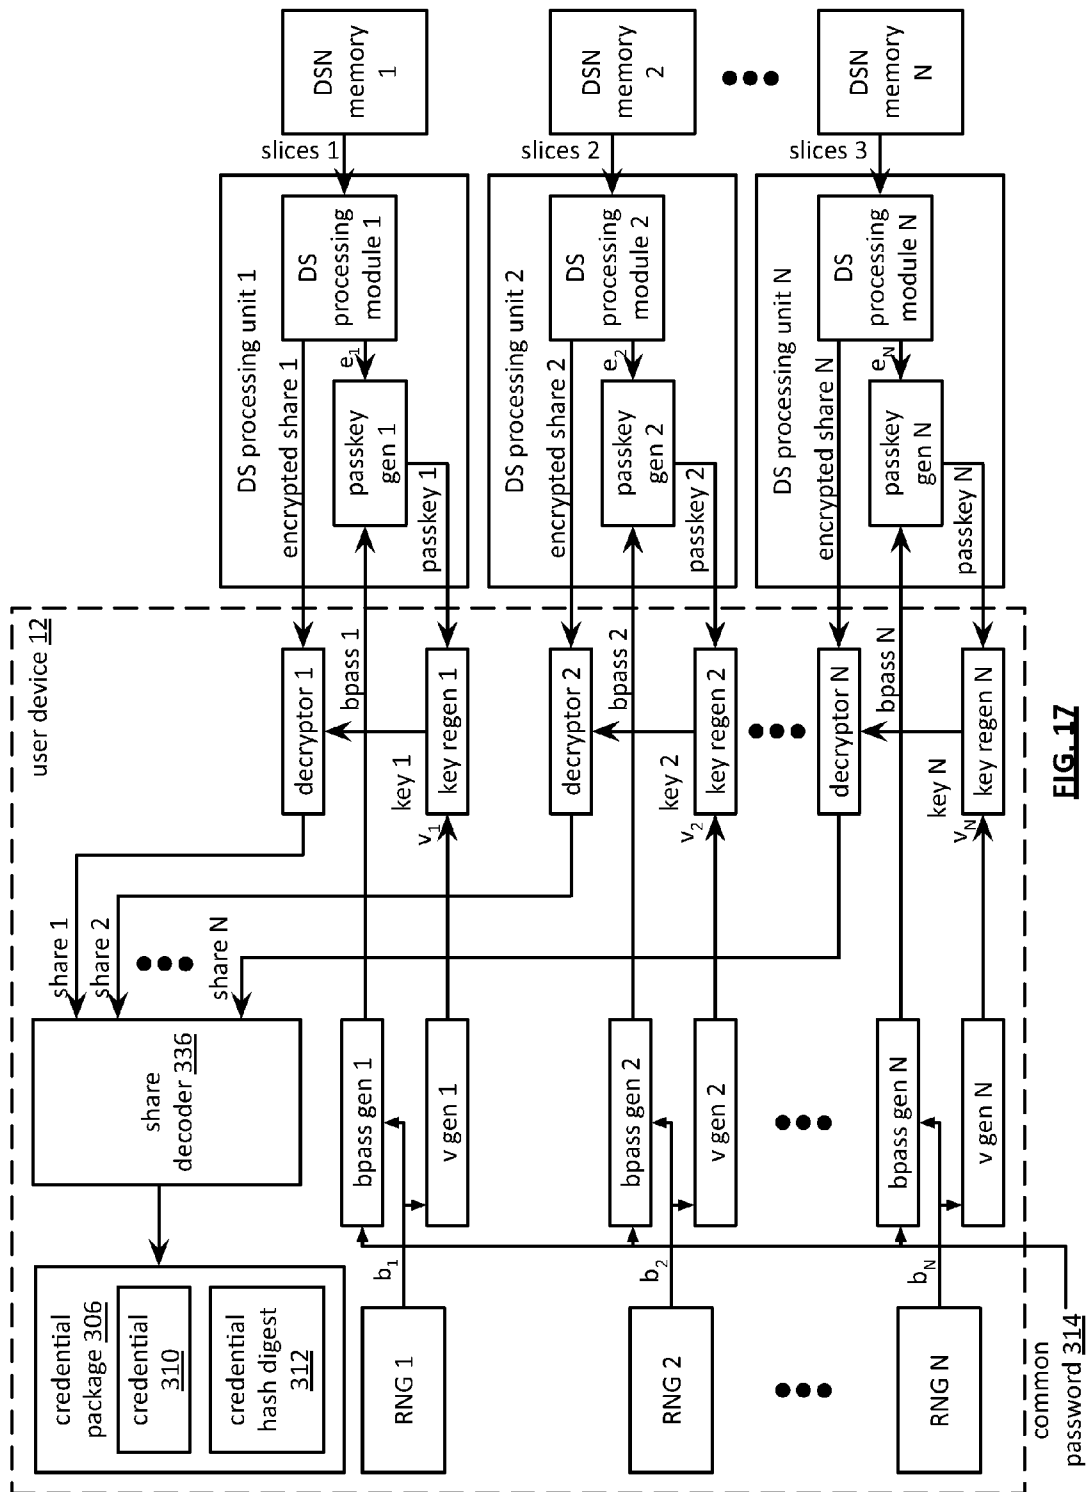 user device 12
credential
package 306
credential
310
credential
hash digest
312
share
decoder 336
share 1
share 2
share N
RNG 1
b1
bpass gen 1
v gen 1
v1
key 1
bpass 1
decryptor 1
key regen 1
DS processing unit 1
encrypted share 1
passkey
gen 1
passkey 1
e1
DS
processing
module 1
slices 1
DSN
memory
1
RNG 2
b2
bpass gen 2
v gen 2
v2
key 2
bpass 2
decryptor 2
key regen 2
DS processing unit 2
encrypted share 2
passkey
gen 2
passkey 2
e2
DS
processing
module 2
slices 2
DSN
memory
2
RNG N
bN
bpass gen N
v gen N
vN
key N
bpass N
decryptor N
key regen N
DS processing unit N
encrypted share N
passkey
gen N
passkey N
eN
DS
processing
module N
slices 3
DSN
memory
N
common
password 314
FIG. 17